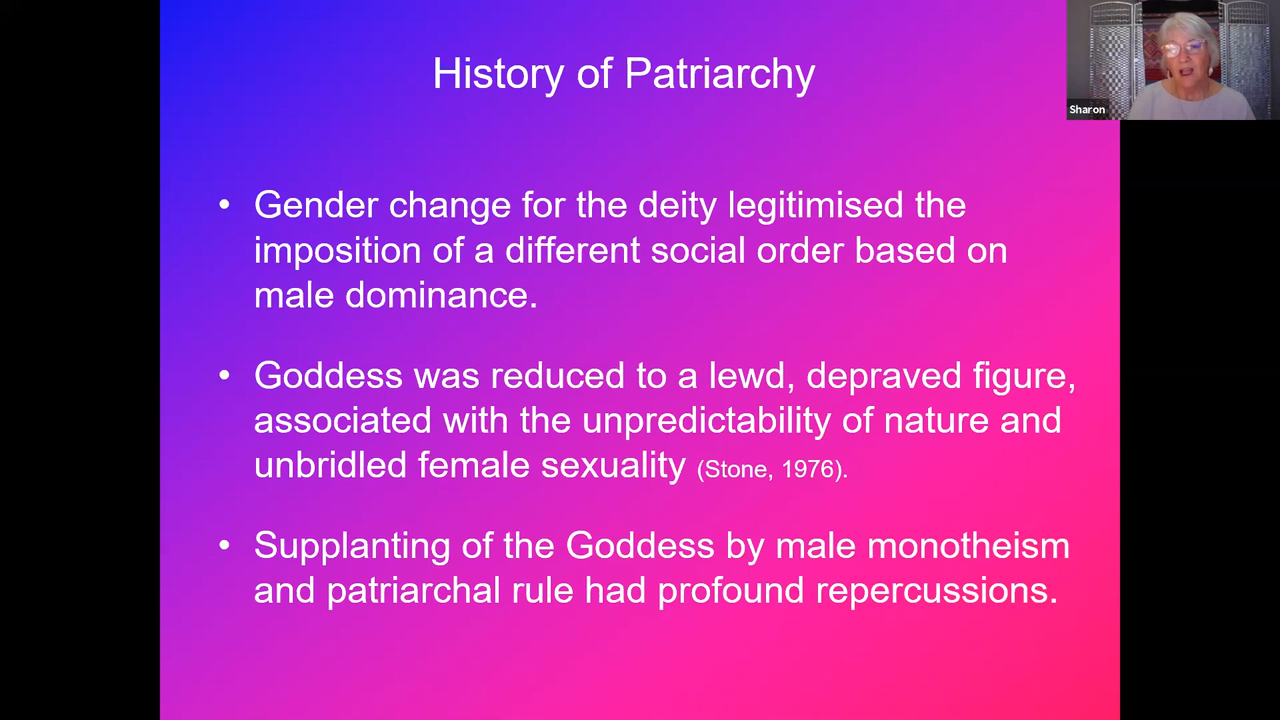 History of Patriarchy
Sharon
• Gender change for the deity legitimised the
imposition of a different social order based on
male dominance.
• Goddess was reduced to a lewd, depraved figure,
associated with the unpredictability of nature and
unbridled female sexuality (Stone, 1976).
• Supplanting of the Goddess by male monotheism
and patriarchal rule had profound repercussions.